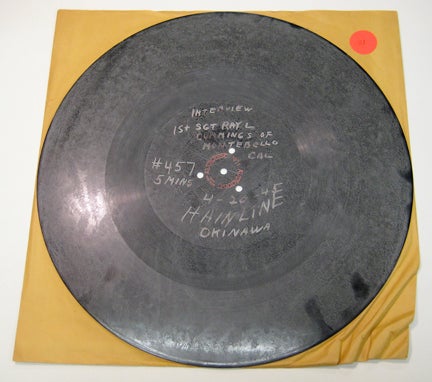 INTERVIEW
1st SGT RAY L
CUMMINGS OF
MONTEBELLO
CAL
#457
5 MINS
HAINLINE
OKINAWA